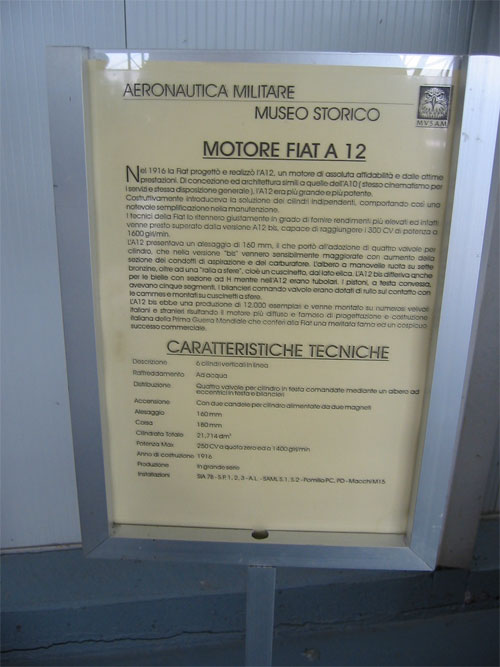 AERONAUTICA MILITARE
MUSEO STORICO
MVSAM
MOTORE FIAT A 12
Nel 1916 la Fiat progettò e realizzò l'A12, un motore di assoluta affidabilità e dalle ottime
prestazioni. Di concezione ed architettura simili a quelle dell'A10 (stesso cinematismo per
i servizi e stessa disposizione generale), l'A12 era più grande e più potente.
Costruttivamente introduceva la soluzione dei cilindri indipendenti, comportando così una
notevole semplificazione nella manutenzione.
I tecnici della Fiat lo ritennero giustamente in grado di fornire rendimenti più elevati ed infatti
venne presto superato dalla versione A12 bis, capace di raggiungere i 300 CV di potenza a
1600 giri/min.
L'A12 presentava un alesaggio di 160 mm, il che portò all'adozione di quattro valvole per
cilindro, che nella versione "bis" vennero sensibilmente maggiorate con aumento della
sezione dei condotti di aspirazione e dei carburatore. L'albero a manovelle ruota su sette
bronzine, oltre ad una "ralla a sfere", cioè un cuscinetto, dal lato elica. L'A12 bis differiva anche
per le bielle con sezione ad H mentre nell'A12 erano tubolari. I pistoni, a testa convessa,
avevano cinque segmenti. I bilancieri comando valvole erano dotati di rullo sul contatto con
le cammes e montati su cuscinetti a sfere.
L'A12 bis ebbe una produzione di 12.000 esemplari e venne montato su numerosi velivoli
italiani e stranieri risultando il motore più diffuso e famoso di progettazione e costruzione
italiana della Prima Guerra Mondiale che conferì alla Fiat una meritata fama ed un cospicuo
successo commerciale.
CARATTERISTICHE TECNICHE
Descrizione 6 cilindri verticali in linea
Raffreddamento Ad acqua
Distribuzione Quattro valvole per cilindro in testa comandate mediante un albero ad
eccentrici in testa e bilancieri
Accensione Con due candele per cilindro alimentate da due magneti
Alesaggio 160 mm
Corsa 180 mm
Cilindrata Totale 21,714 dm³
Potenza Max 250 CV a quota zero ed a 1400 giri/min
Anno di costruzione 1916
Produzione In grande serie
Installazioni SIA 7B - S.P. 1, 2, 3 - A.L. - SAML S.1, S.2 - Pomilio PC, PD - Macchi M15